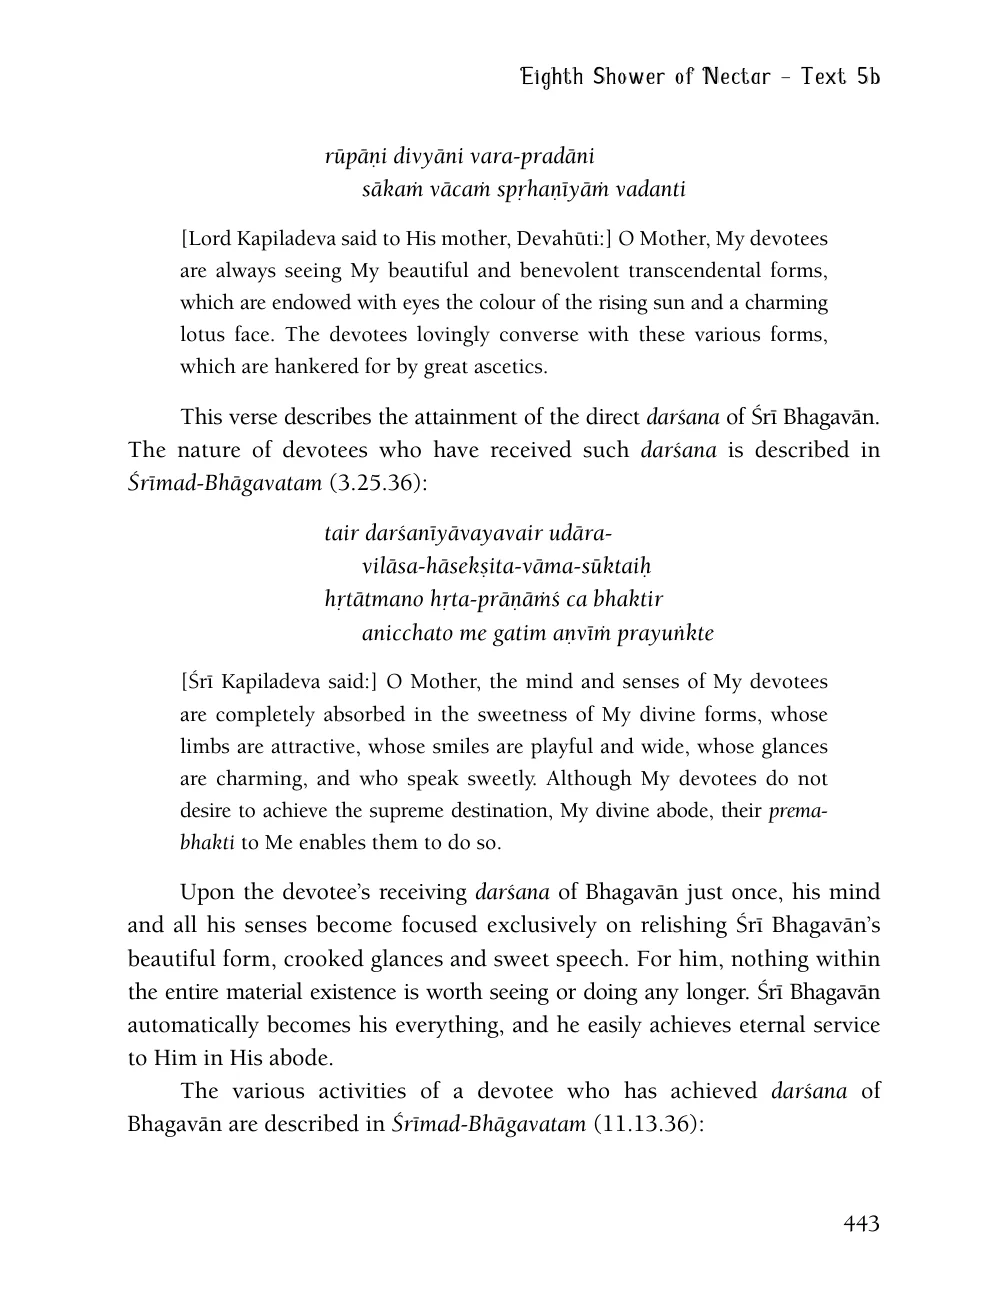 Eighth Shower of Nectar – Text 5b
rūpāṇi divyāni vara-pradāni
sākaṁ vācaṁ spṛhaṇīyāṁ vadanti
[Lord Kapiladeva said to His mother, Devahūti:] O Mother, My devotees
are always seeing My beautiful and benevolent transcendental forms,
which are endowed with eyes the colour of the rising sun and a charming
lotus face. The devotees lovingly converse with these various forms,
which are hankered for by great ascetics.
This verse describes the attainment of the direct darśana of Śrī Bhagavān.
The nature of devotees who have received such darśana is described in
Śrīmad-Bhāgavatam (3.25.36):
tair darśanīyāvayavair udāra-
vilāsa-hāsekṣita-vāma-sūktaiḥ
hṛtātmano hṛta-prāṇāṁś ca bhaktir
anicchato me gatim aṇvīṁ prayuṅkte
[Śrī Kapiladeva said:] O Mother, the mind and senses of My devotees
are completely absorbed in the sweetness of My divine forms, whose
limbs are attractive, whose smiles are playful and wide, whose glances
are charming, and who speak sweetly. Although My devotees do not
desire to achieve the supreme destination, My divine abode, their prema-
bhakti to Me enables them to do so.
Upon the devotee’s receiving darśana of Bhagavān just once, his mind
and all his senses become focused exclusively on relishing Śrī Bhagavān’s
beautiful form, crooked glances and sweet speech. For him, nothing within
the entire material existence is worth seeing or doing any longer. Śrī Bhagavān
automatically becomes his everything, and he easily achieves eternal service
to Him in His abode.
The various activities of a devotee who has achieved darśana of
Bhagavān are described in Śrīmad-Bhāgavatam (11.13.36):
443